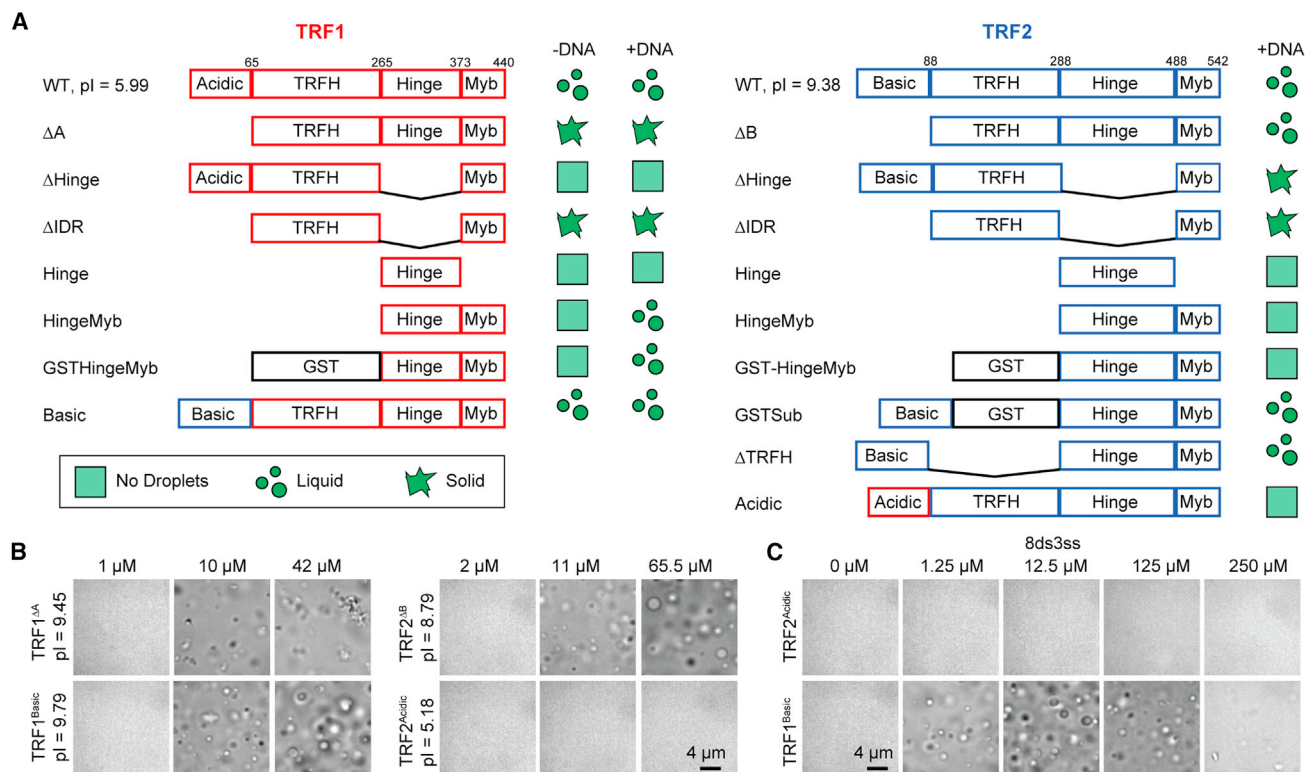 A
TRF1
-DNA +DNA
65 265 373 440
WT, pI = 5.99 Acidic TRFH Hinge Myb
ΔA TRFH Hinge Myb
ΔHinge Acidic TRFH Myb
ΔIDR TRFH Myb
Hinge Hinge
HingeMyb Hinge Myb
GSTHingeMyb GST Hinge Myb
Basic Basic TRFH Hinge Myb
No Droplets Liquid Solid
TRF2
+DNA
88 288 488 542
WT, pI = 9.38 Basic TRFH Hinge Myb
ΔB TRFH Hinge Myb
ΔHinge Basic TRFH Myb
ΔIDR TRFH Myb
Hinge Hinge
HingeMyb Hinge Myb
GST-HingeMyb GST Hinge Myb
GSTSub Basic GST Hinge Myb
ΔTRFH Basic Hinge Myb
Acidic Acidic TRFH Hinge Myb
B
1 µM 10 µM 42 µM
TRF1ΔA
pI = 9.45
TRF1Basic
pI = 9.79
2 µM 11 µM 65.5 µM
TRF2ΔB
pI = 8.79
TRF2Acidic
pI = 5.18
4 µm
C
8ds3ss
0 µM 1.25 µM 12.5 µM 125 µM 250 µM
TRF2Acidic
TRF1Basic
4 µm